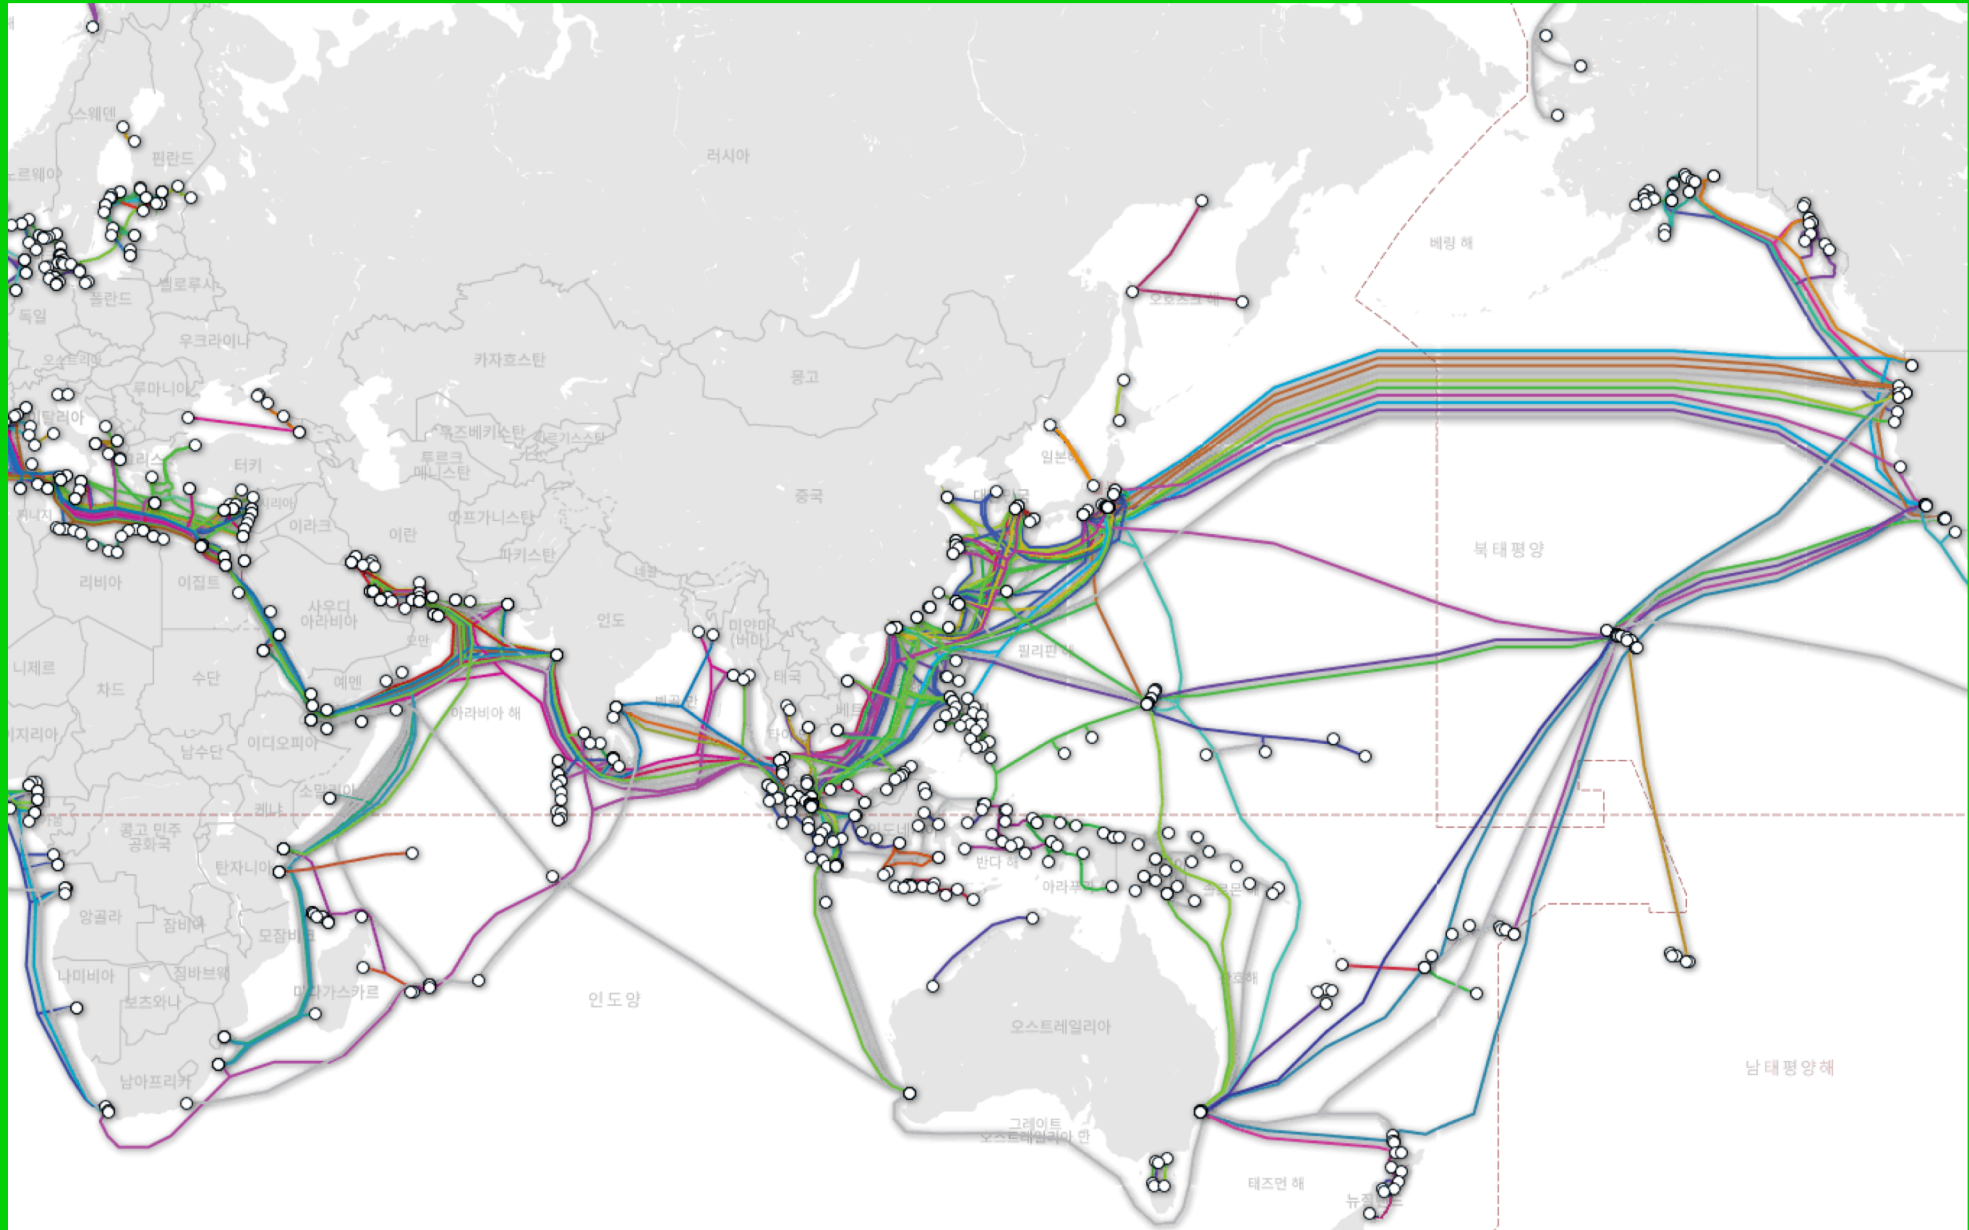 스웨덴
핀란드
러시아
노르웨이
베링 해
벨로루시
폴란드
독일
오호츠크 해
우크라이나
오스트리아
카자흐스탄
몽고
루마니아
이탈리아
우즈베키스탄
키르기스스탄
그리스
터키
투르크
메니스탄
일본해
중국
대한민국
시리아
튀니지
이라크
이란
아프가니스탄
북태평양
파키스탄
리비아
이집트
네팔
사우디
아라비아
인도
미얀마
(버마)
오만
필리핀 해
니제르
차드
수단
예멘
태국
벵골 만
베트
아라비아 해
이지리아
남수단
이디오피아
타이
소말리아
케냐
콩고 민주
공화국
탄자니아
반다 해
아라푸라
솔로몬 해
앙골라
잠비아
모잠비크
나미비아
짐바브웨
보츠와나
마다가스카르
인도양
산호해
오스트레일리아
남아프리카
남태평양해
그레이트
오스트레일리아 만
태즈먼 해
뉴질랜드